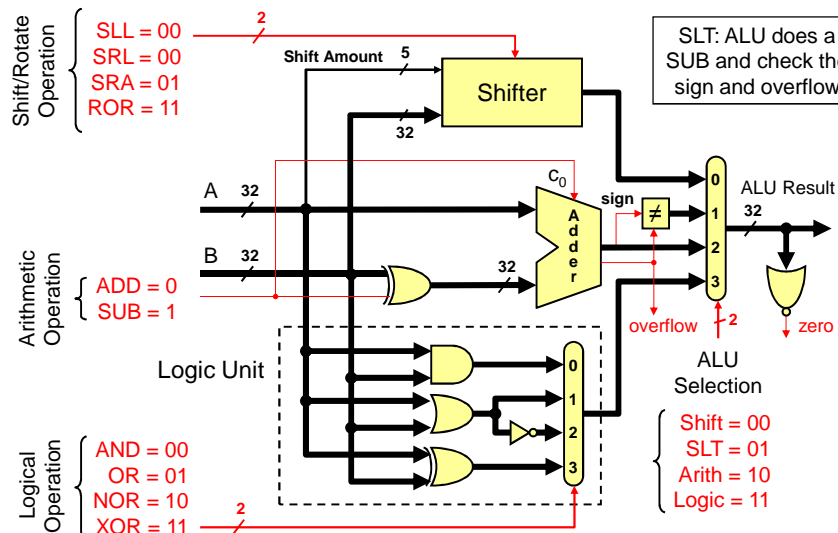 Shift/Rotate
Operation
SLL = 00
SRL = 00
SRA = 01
ROR = 11
2
Shift Amount
5
32
Shifter
SLT: ALU does a
SUB and check the
sign and overflow
A
32
B
32
c0
Adder
sign
≠
32
overflow
0
1
2
3
ALU Result
32
zero
2
ALU
Selection
Shift = 00
SLT = 01
Arith = 10
Logic = 11
Arithmetic
Operation
ADD = 0
SUB = 1
Logic Unit
0
1
2
3
Logical
Operation
AND = 00
OR = 01
NOR = 10
XOR = 11
2